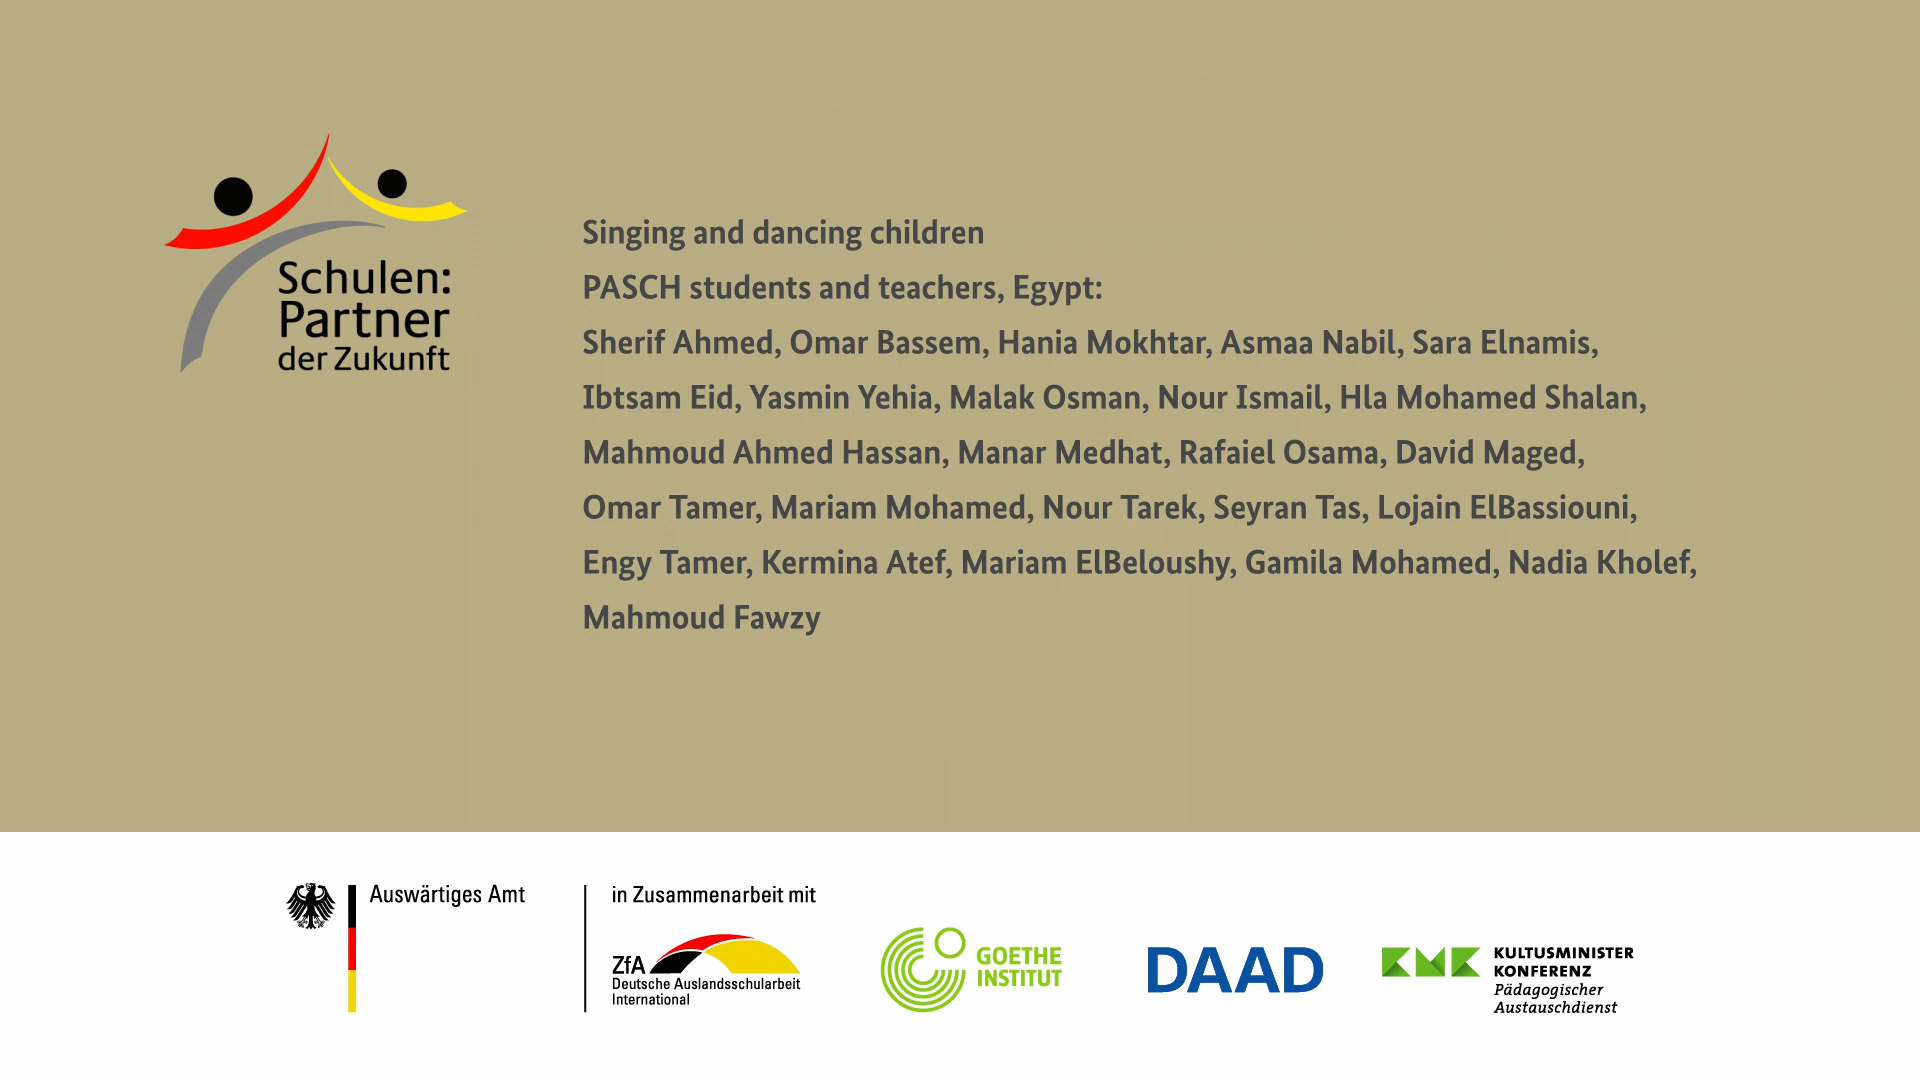 Schulen:
Partner
der Zukunft
Singing and dancing children
PASCH students and teachers, Egypt:
Sherif Ahmed, Omar Bassem, Hania Mokhtar, Asmaa Nabil, Sara Elnamis,
Ibtsam Eid, Yasmin Yehia, Malak Osman, Nour Ismail, Hla Mohamed Shalan,
Mahmoud Ahmed Hassan, Manar Medhat, Rafaiel Osama, David Maged,
Omar Tamer, Mariam Mohamed, Nour Tarek, Seyran Tas, Lojain ElBassiouni,
Engy Tamer, Kermina Atef, Mariam ElBeloushy, Gamila Mohamed, Nadia Kholef,
Mahmoud Fawzy
Auswärtiges Amt
in Zusammenarbeit mit
ZfA
Deutsche Auslandsschularbeit
International
GOETHE
INSTITUT
DAAD
KMK
KULTUSMINISTER
KONFERENZ
Pädagogischer
Austauschdienst